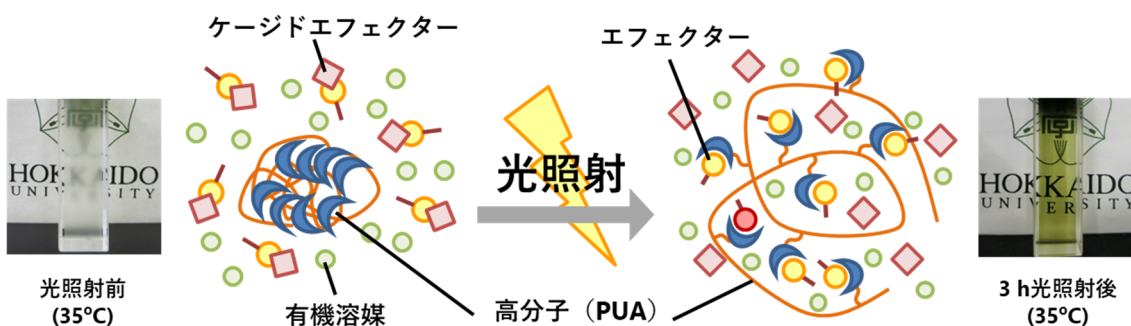 ケージドエフェクター
エフェクター
HOKKAIDO
UNIVERSITY
光照射
HOKKAIDO
UNIVERSITY
光照射前
(35℃)
有機溶媒
高分子（PUA）
3 h光照射後
(35℃)